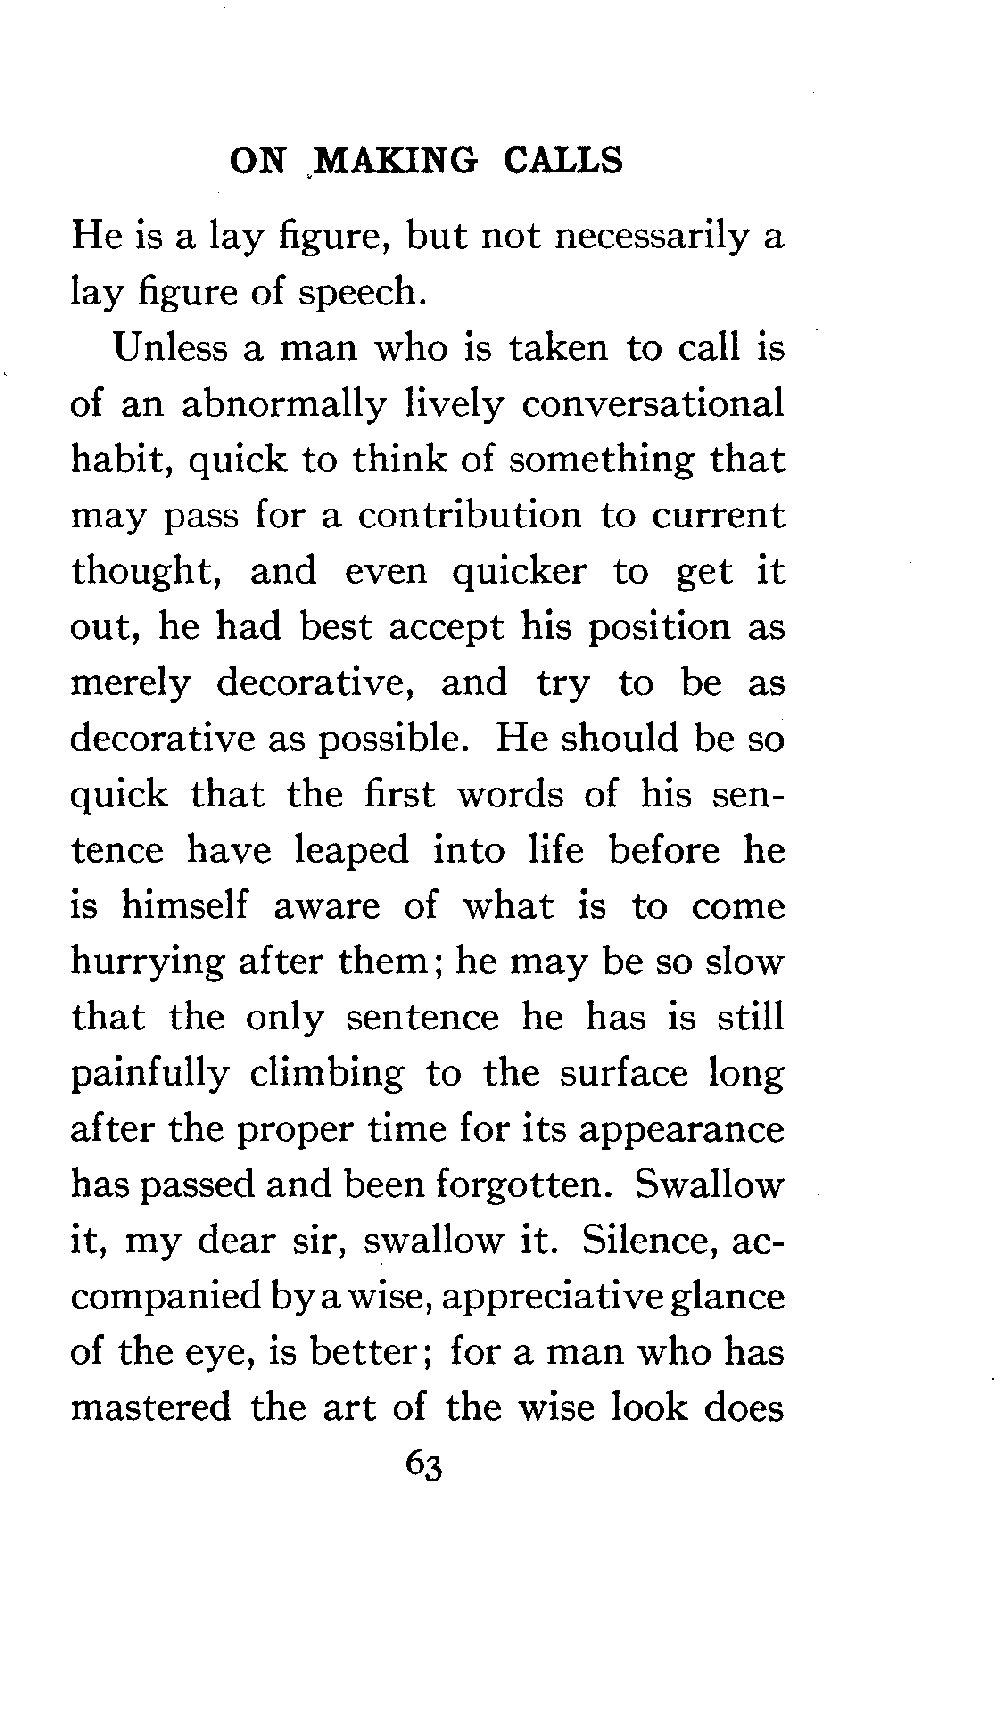 ON MAKING CALLS
He is a lay figure, but not necessarily a
lay figure of speech.
Unless a man who is taken to call is
of an abnormally lively conversational
habit, quick to think of something that
may pass for a contribution to current
thought, and even quicker to get it
out, he had best accept his position as
merely decorative, and try to be as
decorative as possible. He should be so
quick that the first words of his sen-
tence have leaped into life before he
is himself aware of what is to come
hurrying after them; he may be so slow
that the only sentence he has is still
painfully climbing to the surface long
after the proper time for its appearance
has passed and been forgotten. Swallow
it, my dear sir, swallow it. Silence, ac-
companied by a wise, appreciative glance
of the eye, is better; for a man who has
mastered the art of the wise look does
63